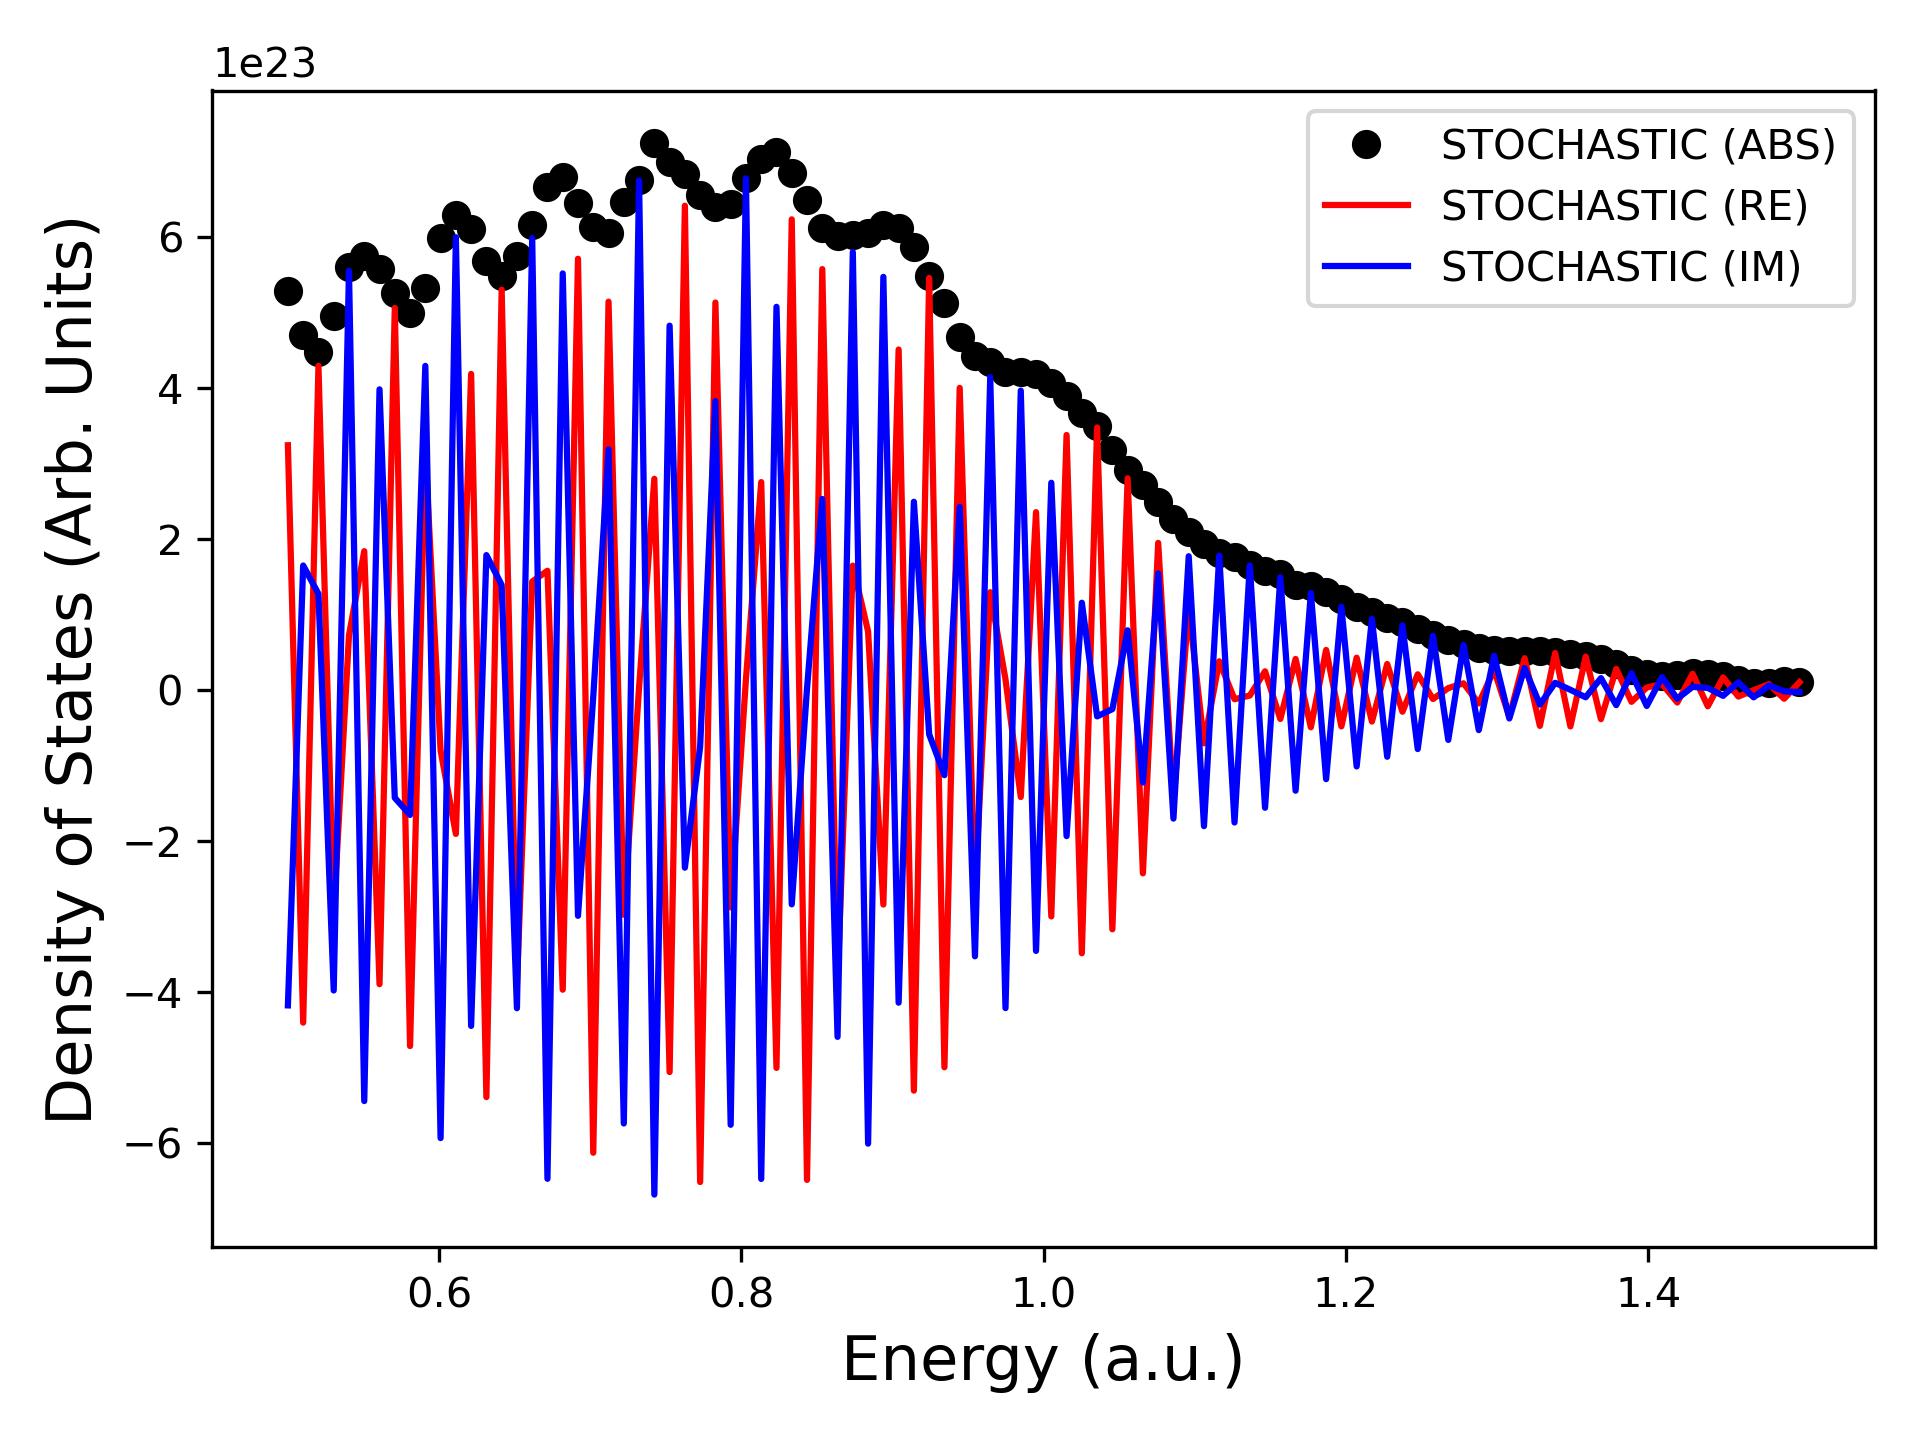 1e23
STOCHASTIC (ABS)
STOCHASTIC (RE)
STOCHASTIC (IM)
6
4
2
0
−2
−4
−6
Density of States (Arb. Units)
0.6 0.8 1.0 1.2 1.4
Energy (a.u.)